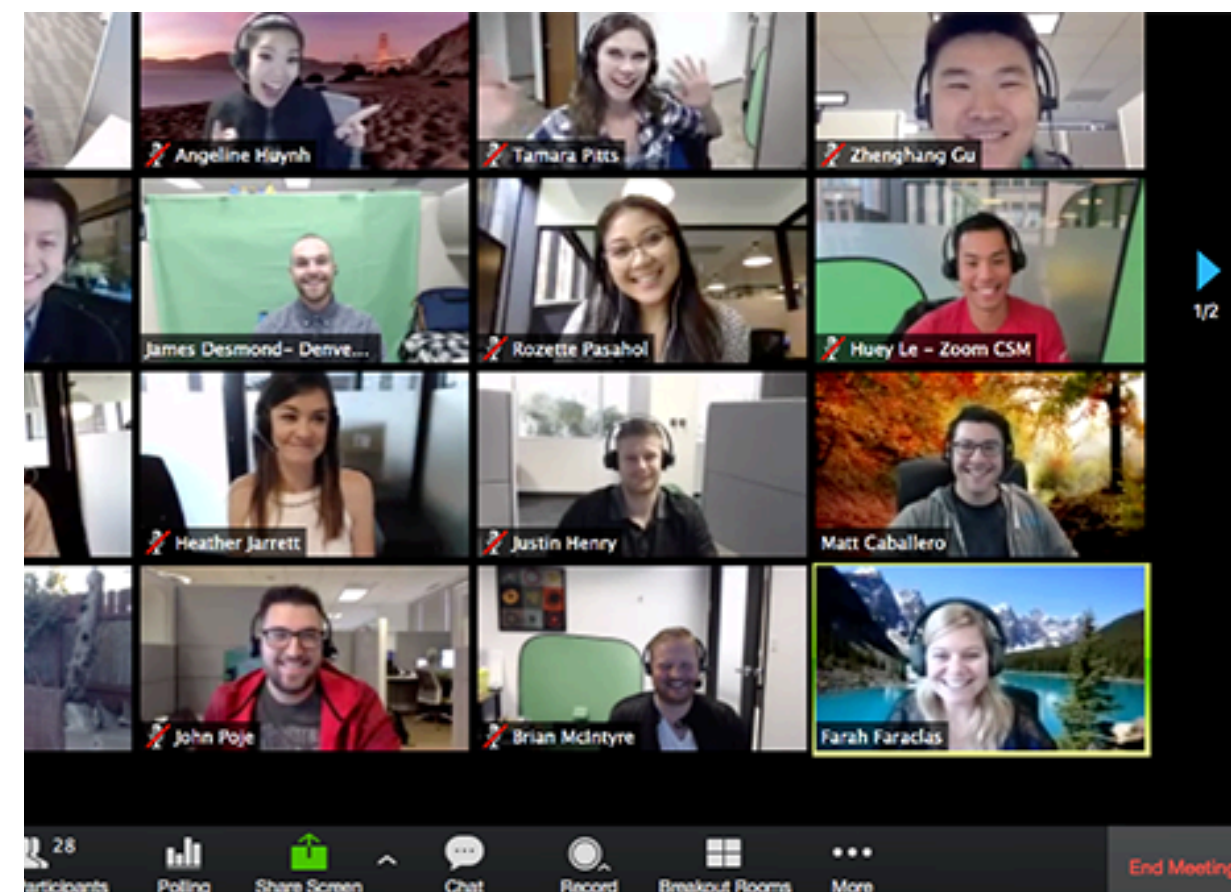 Angeline Huynh
Tamara Pitts
Zhenghang Gu
James Desmond- Denve...
Rozette Pasahol
Huey Le - Zoom CSM
1/2
Heather Jarrett
Justin Henry
Matt Caballero
John Poje
Brian McIntyre
Farah Faraclas
28
articipants
Polling
Share Screen
Chat
Record
Breakout Rooms
More
End Meeting